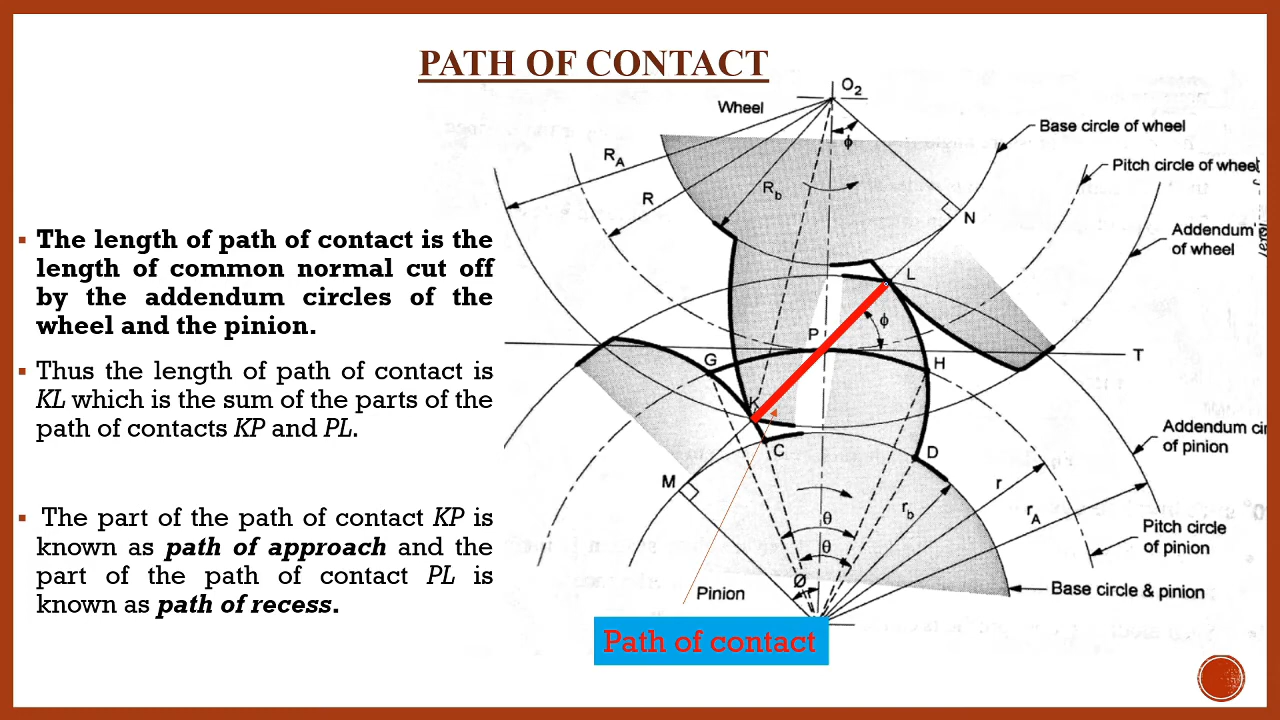 PATH OF CONTACT
▪ The length of path of contact is the
length of common normal cut off
by the addendum circles of the
wheel and the pinion.
▪ Thus the length of path of contact is
KL which is the sum of the parts of the
path of contacts KP and PL.
▪ The part of the path of contact KP is
known as path of approach and the
part of the path of contact PL is
known as path of recess.
O₂
Wheel
ϕ
Base circle of wheel
Pitch circle of wheel
R_A
R
R_b
N
Addendum
of wheel
L
P
ϕ
T
G
H
K
C
D
Addendum cir
of pinion
M
r
r_b
r_A
θ
θ
Pitch circle
of pinion
Ø
Pinion
Base circle & pinion
Path of contact